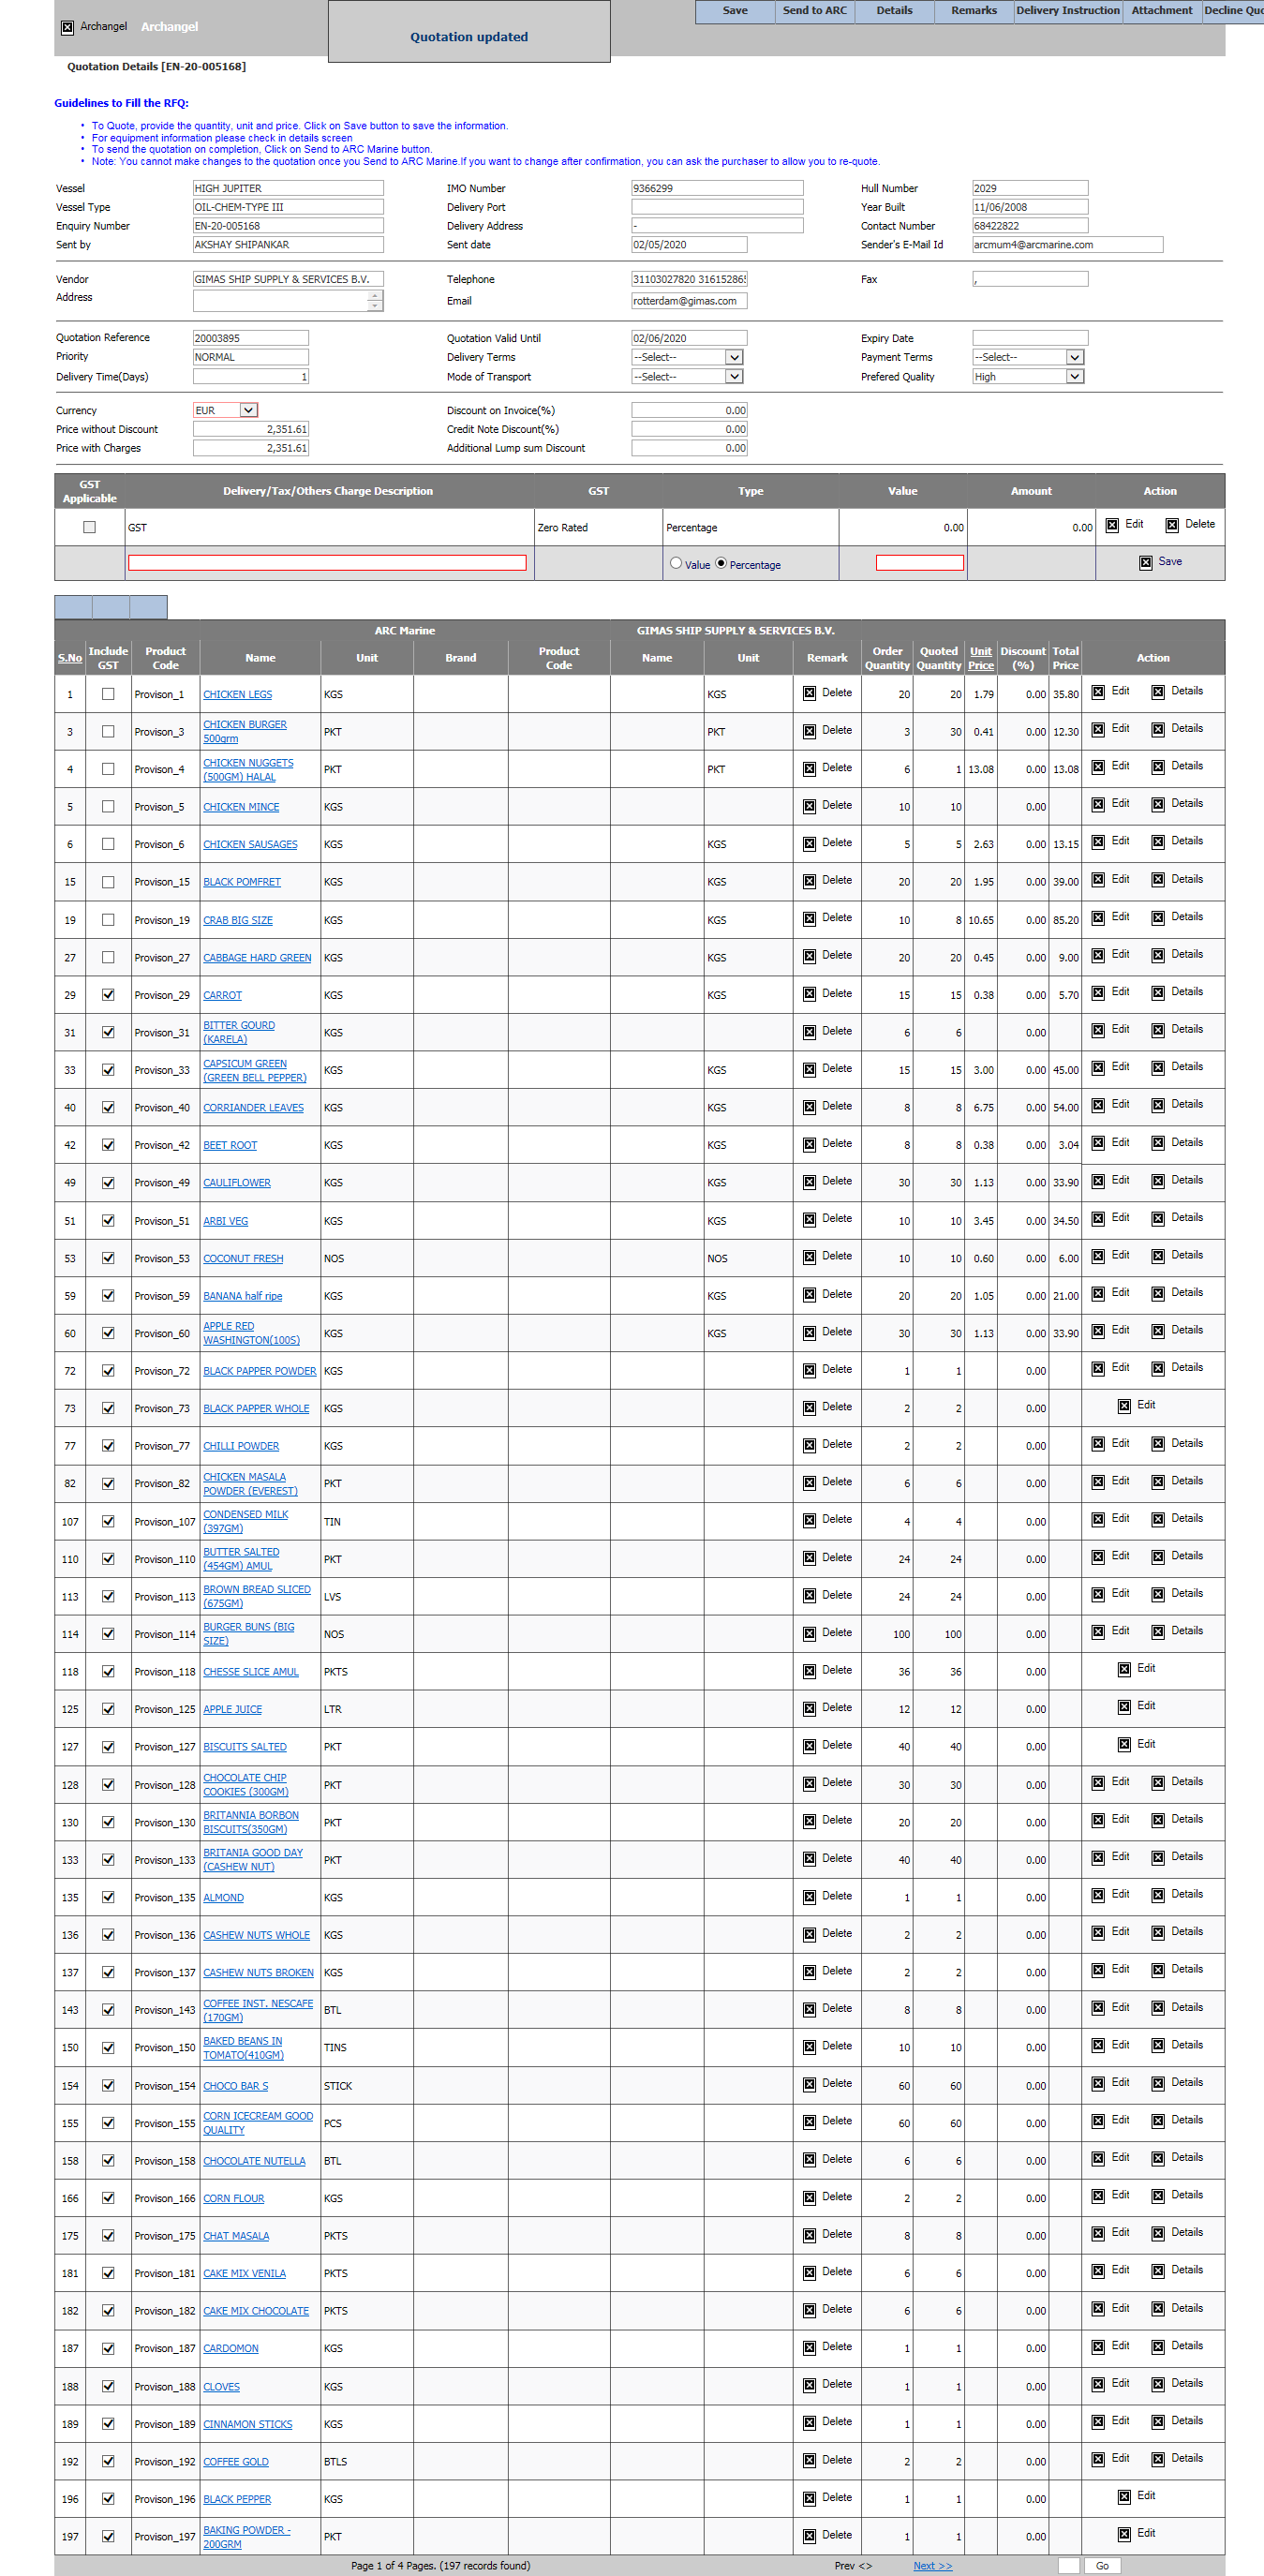 Archangel Archangel Quotation updated Save Send to ARC Details Remarks Delivery Instruction Attachment Decline Quo
Quotation Details [EN-20-005168]
Guidelines to Fill the RFQ:
• To Quote, provide the quantity, unit and price. Click on Save button to save the information.
• For equipment information please check in details screen
• To send the quotation on completion, Click on Send to ARC Marine button.
• Note: You cannot make changes to the quotation once you Send to ARC Marine.If you want to change after confirmation, you can ask the purchaser to allow you to re-quote.
Vessel HIGH JUPITER IMO Number 9366299 Hull Number 2029
Vessel Type OIL-CHEM-TYPE III Delivery Port Year Built 11/06/2008
Enquiry Number EN-20-005168 Delivery Address - Contact Number 68422822
Sent by AKSHAY SHIPANKAR Sent date 02/05/2020 Sender's E-Mail Id arcmum4@arcmarine.com
Vendor GIMAS SHIP SUPPLY & SERVICES B.V. Telephone 31103027820 316152865 Fax ,
Address Email rotterdam@gimas.com
Quotation Reference 20003895 Quotation Valid Until 02/06/2020 Expiry Date
Priority NORMAL Delivery Terms --Select-- Payment Terms --Select--
Delivery Time(Days) 1 Mode of Transport --Select-- Prefered Quality High
Currency EUR Discount on Invoice(%) 0.00
Price without Discount 2,351.61 Credit Note Discount(%) 0.00
Price with Charges 2,351.61 Additional Lump sum Discount 0.00
GST Applicable Delivery/Tax/Others Charge Description GST Type Value Amount Action
GST Zero Rated Percentage 0.00 0.00 Edit Delete
Value Percentage Save
ARC Marine GIMAS SHIP SUPPLY & SERVICES B.V.
S.No Include GST Product Code Name Unit Brand Product Code Name Unit Remark Order Quantity Quoted Quantity Unit Price Discount (%) Total Price Action
1 Provison_1 CHICKEN LEGS KGS KGS Delete 20 20 1.79 0.00 35.80 Edit Details
3 Provison_3 CHICKEN BURGER 500grm PKT PKT Delete 3 30 0.41 0.00 12.30 Edit Details
4 Provison_4 CHICKEN NUGGETS (500GM) HALAL PKT PKT Delete 6 1 13.08 0.00 13.08 Edit Details
5 Provison_5 CHICKEN MINCE KGS Delete 10 10 0.00 Edit Details
6 Provison_6 CHICKEN SAUSAGES KGS KGS Delete 5 5 2.63 0.00 13.15 Edit Details
15 Provison_15 BLACK POMFRET KGS KGS Delete 20 20 1.95 0.00 39.00 Edit Details
19 Provison_19 CRAB BIG SIZE KGS KGS Delete 10 8 10.65 0.00 85.20 Edit Details
27 Provison_27 CABBAGE HARD GREEN KGS KGS Delete 20 20 0.45 0.00 9.00 Edit Details
29 Provison_29 CARROT KGS KGS Delete 15 15 0.38 0.00 5.70 Edit Details
31 Provison_31 BITTER GOURD (KARELA) KGS Delete 6 6 0.00 Edit Details
33 Provison_33 CAPSICUM GREEN (GREEN BELL PEPPER) KGS KGS Delete 15 15 3.00 0.00 45.00 Edit Details
40 Provison_40 CORRIANDER LEAVES KGS KGS Delete 8 8 6.75 0.00 54.00 Edit Details
42 Provison_42 BEET ROOT KGS KGS Delete 8 8 0.38 0.00 3.04 Edit Details
49 Provison_49 CAULIFLOWER KGS KGS Delete 30 30 1.13 0.00 33.90 Edit Details
51 Provison_51 ARBI VEG KGS KGS Delete 10 10 3.45 0.00 34.50 Edit Details
53 Provison_53 COCONUT FRESH NOS NOS Delete 10 10 0.60 0.00 6.00 Edit Details
59 Provison_59 BANANA half ripe KGS KGS Delete 20 20 1.05 0.00 21.00 Edit Details
60 Provison_60 APPLE RED WASHINGTON(100S) KGS KGS Delete 30 30 1.13 0.00 33.90 Edit Details
72 Provison_72 BLACK PAPPER POWDER KGS Delete 1 1 0.00 Edit Details
73 Provison_73 BLACK PAPPER WHOLE KGS Delete 2 2 0.00 Edit
77 Provison_77 CHILLI POWDER KGS Delete 2 2 0.00 Edit Details
82 Provison_82 CHICKEN MASALA POWDER (EVEREST) PKT Delete 6 6 0.00 Edit Details
107 Provison_107 CONDENSED MILK (397GM) TIN Delete 4 4 0.00 Edit Details
110 Provison_110 BUTTER SALTED (454GM) AMUL PKT Delete 24 24 0.00 Edit Details
113 Provison_113 BROWN BREAD SLICED (675GM) LVS Delete 24 24 0.00 Edit Details
114 Provison_114 BURGER BUNS (BIG SIZE) NOS Delete 100 100 0.00 Edit Details
118 Provison_118 CHESSE SLICE AMUL PKTS Delete 36 36 0.00 Edit
125 Provison_125 APPLE JUICE LTR Delete 12 12 0.00 Edit
127 Provison_127 BISCUITS SALTED PKT Delete 40 40 0.00 Edit
128 Provison_128 CHOCOLATE CHIP COOKIES (300GM) PKT Delete 30 30 0.00 Edit Details
130 Provison_130 BRITANNIA BORBON BISCUITS(350GM) PKT Delete 20 20 0.00 Edit Details
133 Provison_133 BRITANIA GOOD DAY (CASHEW NUT) PKT Delete 40 40 0.00 Edit Details
135 Provison_135 ALMOND KGS Delete 1 1 0.00 Edit Details
136 Provison_136 CASHEW NUTS WHOLE KGS Delete 2 2 0.00 Edit Details
137 Provison_137 CASHEW NUTS BROKEN KGS Delete 2 2 0.00 Edit Details
143 Provison_143 COFFEE INST. NESCAFE (170GM) BTL Delete 8 8 0.00 Edit Details
150 Provison_150 BAKED BEANS IN TOMATO(410GM) TINS Delete 10 10 0.00 Edit Details
154 Provison_154 CHOCO BAR S STICK Delete 60 60 0.00 Edit Details
155 Provison_155 CORN ICECREAM GOOD QUALITY PCS Delete 60 60 0.00 Edit Details
158 Provison_158 CHOCOLATE NUTELLA BTL Delete 6 6 0.00 Edit Details
166 Provison_166 CORN FLOUR KGS Delete 2 2 0.00 Edit Details
175 Provison_175 CHAT MASALA PKTS Delete 8 8 0.00 Edit Details
181 Provison_181 CAKE MIX VENILA PKTS Delete 6 6 0.00 Edit Details
182 Provison_182 CAKE MIX CHOCOLATE PKTS Delete 6 6 0.00 Edit Details
187 Provison_187 CARDOMON KGS Delete 1 1 0.00 Edit Details
188 Provison_188 CLOVES KGS Delete 1 1 0.00 Edit Details
189 Provison_189 CINNAMON STICKS KGS Delete 1 1 0.00 Edit Details
192 Provison_192 COFFEE GOLD BTLS Delete 2 2 0.00 Edit Details
196 Provison_196 BLACK PEPPER KGS Delete 1 1 0.00 Edit
197 Provison_197 BAKING POWDER - 200GRM PKT Delete 1 1 0.00 Edit
Page 1 of 4 Pages. (197 records found) Prev <> Next >> Go